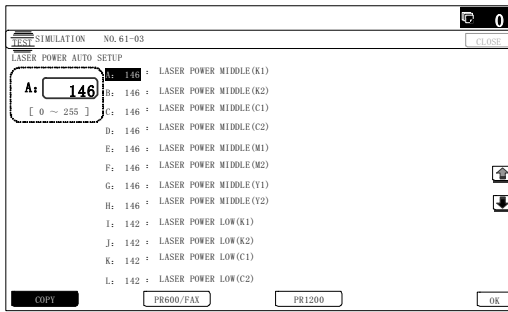 0
TEST SIMULATION NO.61-03
CLOSE
LASER POWER AUTO SETUP
A: 146
[ 0 ~ 255 ]
A: 146 : LASER POWER MIDDLE(K1)
B: 146 : LASER POWER MIDDLE(K2)
C: 146 : LASER POWER MIDDLE(C1)
D: 146 : LASER POWER MIDDLE(C2)
E: 146 : LASER POWER MIDDLE(M1)
F: 146 : LASER POWER MIDDLE(M2)
G: 146 : LASER POWER MIDDLE(Y1)
H: 146 : LASER POWER MIDDLE(Y2)
I: 142 : LASER POWER LOW(K1)
J: 142 : LASER POWER LOW(K2)
K: 142 : LASER POWER LOW(C1)
L: 142 : LASER POWER LOW(C2)
COPY PR600/FAX PR1200 OK